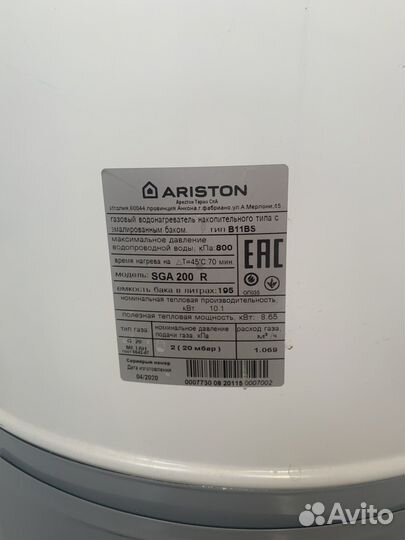 ARISTON
Аристон Термо СпА
Италия,60044,провинция Анкона,г.фабриано,ул.А.Мерлони,45
газовый водонагреватель накопительного типа с
эмалированным баком. тип B11BS
максимальное давление
водопроводной воды, кПа 800
время нагрева на △T=45°C 70 мин.
модель: SGA 200 R
емкость бака в литрах: 195
EAC
номинальная тепловая производительность,
кВт 10.1
полезная тепловая мощность, кВт: 8.65
тип газа номинальное давление подачи газа, кПа расход газа, м³/ч
G 20
МЕТАН 2 (20 мбар) 1.069
Серийный номер
Дата изготовления
04/2020 0007730 08 20115 0007002
Avito